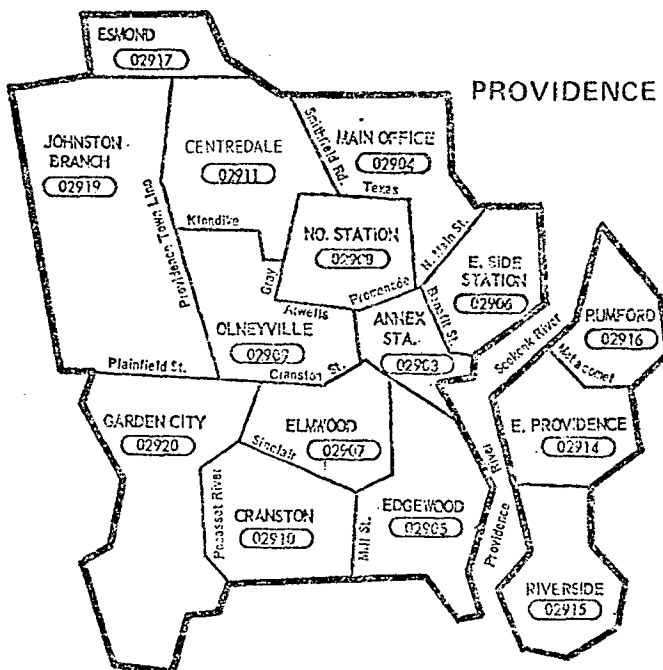 ESMOND
02917
PROVIDENCE
JOHNSTON
BRANCH
02919
CENTREDALE
02911
Smithfield Rd.
MAIN OFFICE
02904
Texas
Providence Town Line
Klondike
NO. STATION
02908
N. Main St.
E. SIDE
STATION
02906
RUMFORD
02916
Gray
Atwells
Promenade
Benefit St.
OLNEYVILLE
02909
ANNEX
STA.
02903
Seekonk River
Metacomet
Plainfield St.
Cranston St.
GARDEN CITY
02920
ELMWOOD
02907
Sinclair
E. PROVIDENCE
02914
Pocasset River
CRANSTON
02910
Mill St.
EDGEWOOD
02905
Providence River
RIVERSIDE
02915